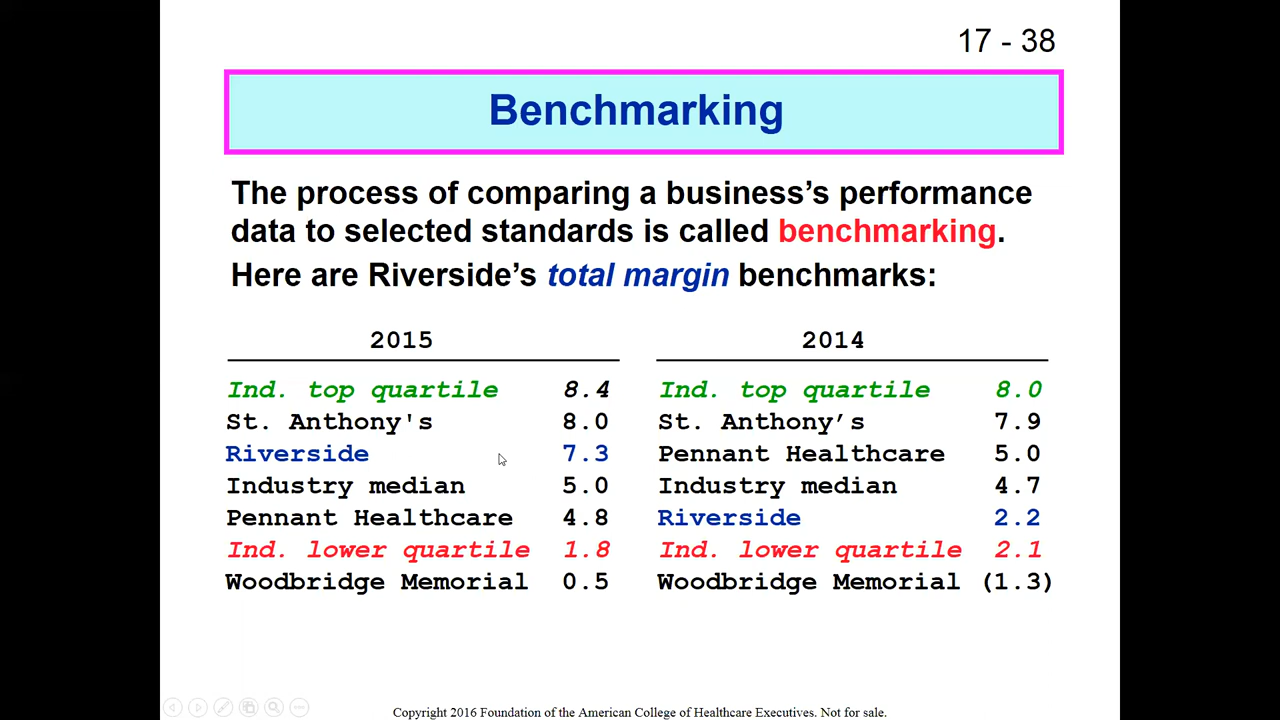 17 - 38
Benchmarking
The process of comparing a business’s performance
data to selected standards is called benchmarking.
Here are Riverside’s total margin benchmarks:
2015
Ind. top quartile 8.4
St. Anthony's 8.0
Riverside 7.3
Industry median 5.0
Pennant Healthcare 4.8
Ind. lower quartile 1.8
Woodbridge Memorial 0.5
2014
Ind. top quartile 8.0
St. Anthony’s 7.9
Pennant Healthcare 5.0
Industry median 4.7
Riverside 2.2
Ind. lower quartile 2.1
Woodbridge Memorial (1.3)
Copyright 2016 Foundation of the American College of Healthcare Executives. Not for sale.